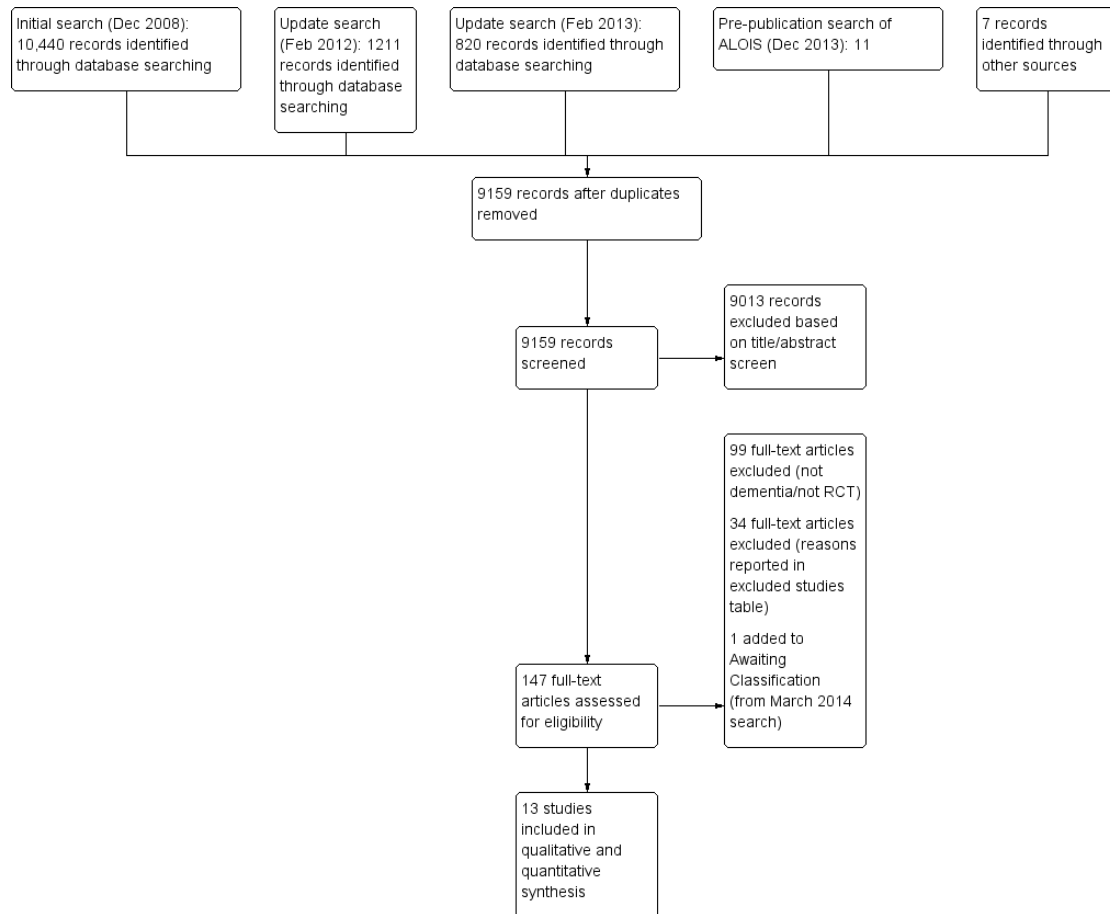 Initial search (Dec 2008):
10,440 records identified
through database searching
Update search
(Feb 2012): 1211
records identified
through database
searching
Update search (Feb 2013):
820 records identified through
database searching
Pre-publication search of
ALOIS (Dec 2013): 11
7 records
identified through
other sources
9159 records after duplicates
removed
9159 records
screened
9013 records
excluded based
on title/abstract
screen
99 full-text articles
excluded (not
dementia/not RCT)
34 full-text articles
excluded (reasons
reported in
excluded studies
table)
1 added to
Awaiting
Classification
(from March 2014
search)
147 full-text
articles assessed
for eligibility
13 studies
included in
qualitative and
quantitative
synthesis